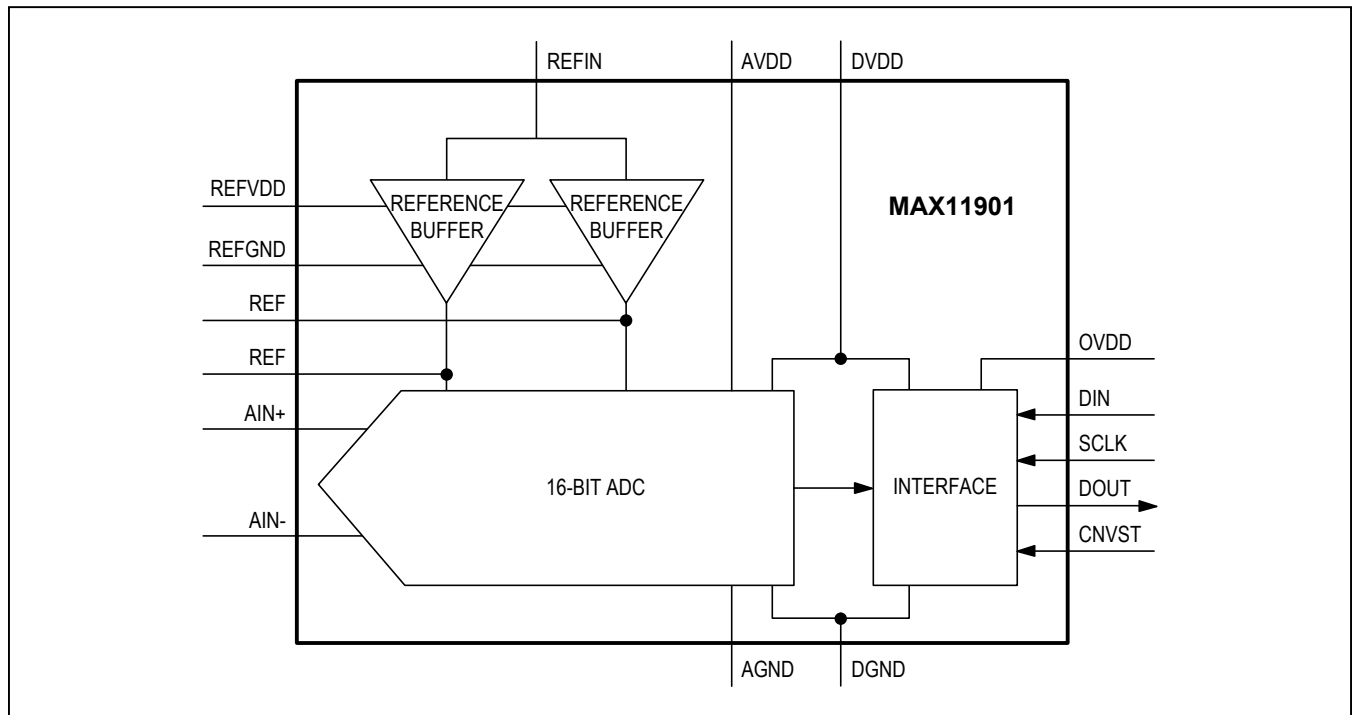 REFIN
AVDD
DVDD
REFVDD
REFERENCE
BUFFER
REFERENCE
BUFFER
MAX11901
REFGND
REF
REF
OVDD
AIN+
DIN
SCLK
16-BIT ADC
INTERFACE
DOUT
AIN-
CNVST
AGND
DGND